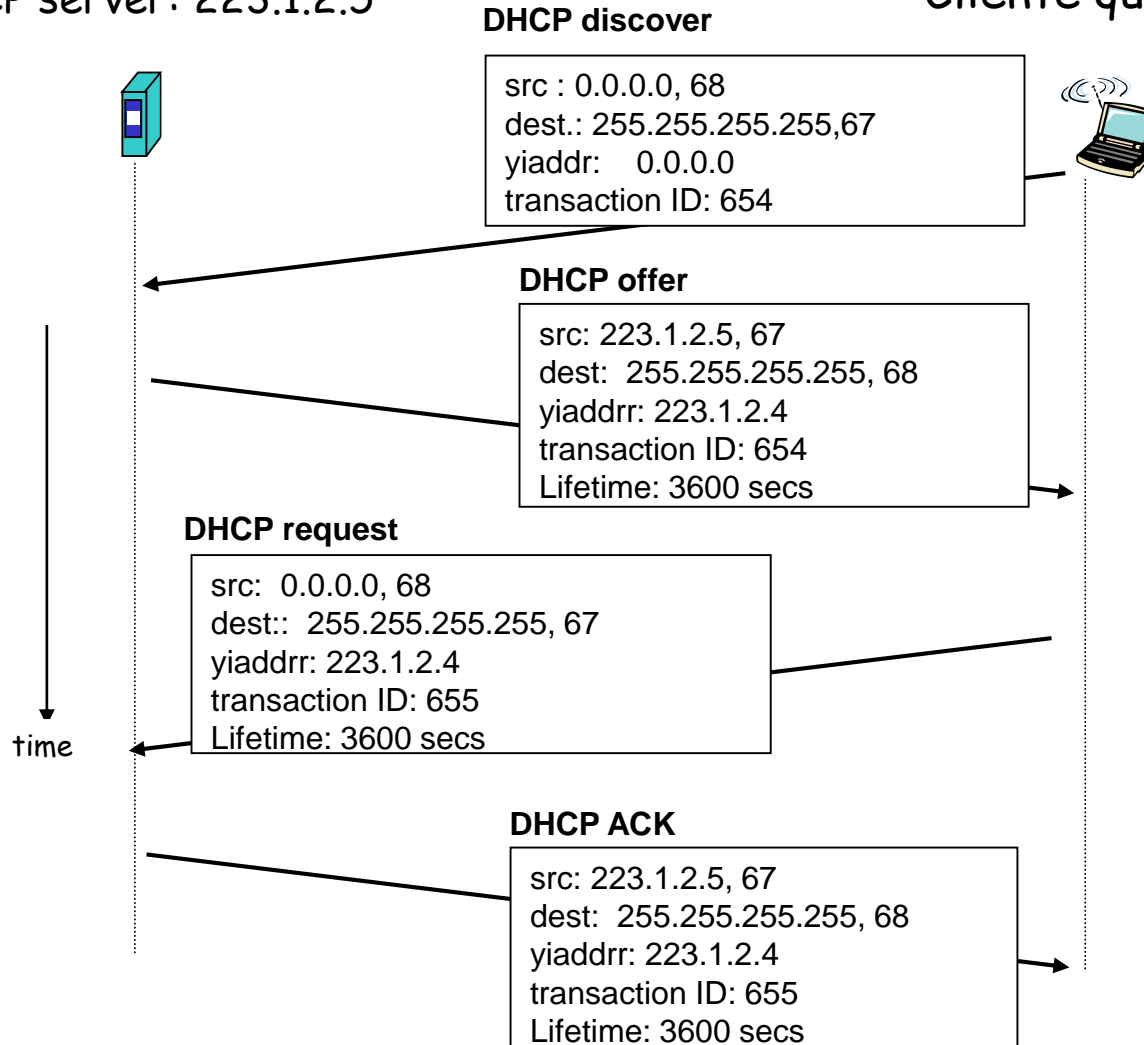 server: 223.1.2.5
DHCP discover
src : 0.0.0.0, 68
dest.: 255.255.255.255,67
yiaddr: 0.0.0.0
transaction ID: 654
DHCP offer
src: 223.1.2.5, 67
dest: 255.255.255.255, 68
yiaddrr: 223.1.2.4
transaction ID: 654
Lifetime: 3600 secs
DHCP request
src: 0.0.0.0, 68
dest:: 255.255.255.255, 67
yiaddrr: 223.1.2.4
transaction ID: 655
Lifetime: 3600 secs
time
DHCP ACK
src: 223.1.2.5, 67
dest: 255.255.255.255, 68
yiaddrr: 223.1.2.4
transaction ID: 655
Lifetime: 3600 secs